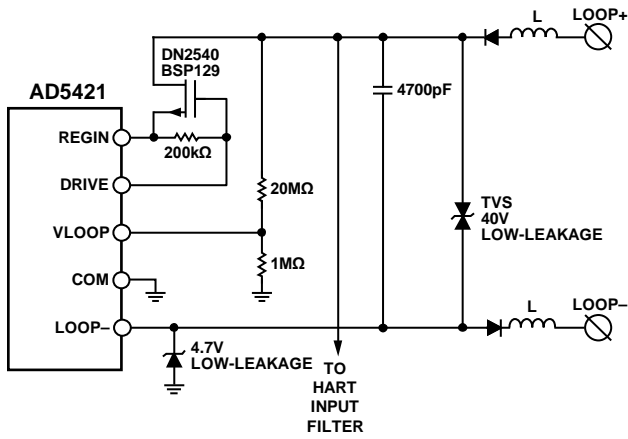 L
LOOP+
DN2540
BSP129
AD5421
4700pF
REGIN
200kΩ
DRIVE
20MΩ
TVS
40V
LOW-LEAKAGE
VLOOP
1MΩ
COM
L
LOOP–
LOOP–
4.7V
LOW-LEAKAGE
TO
HART
INPUT
FILTER